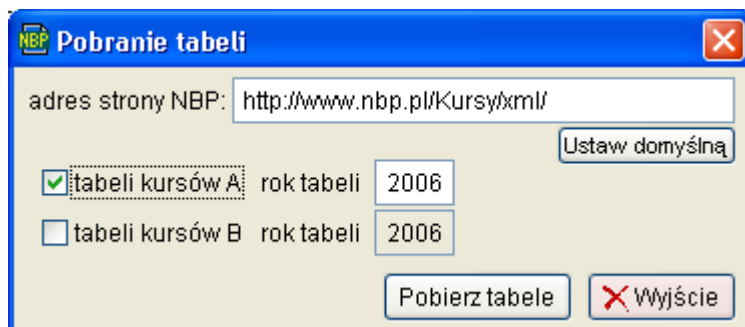 NBP Pobranie tabeli
adres strony NBP: http://www.nbp.pl/Kursy/xml/
Ustaw domyślną
tabeli kursów A rok tabeli 2006
tabeli kursów B rok tabeli 2006
Pobierz tabele Wyjście